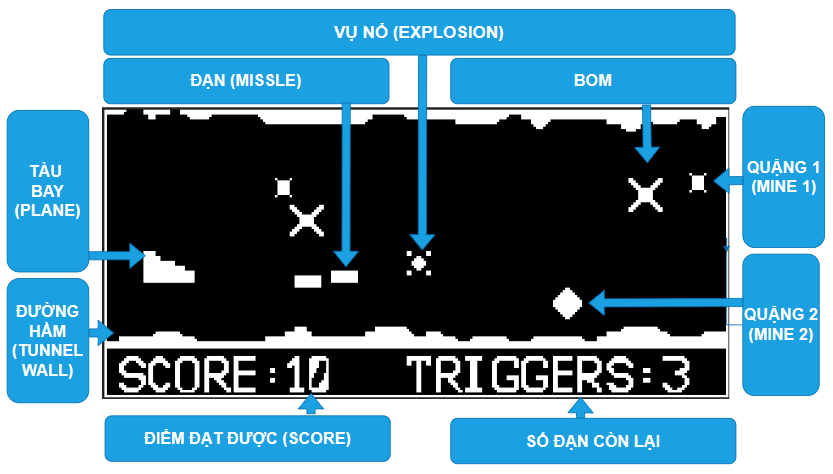 VỤ NỔ (EXPLOSION)
ĐẠN (MISSLE)
BOM
TÀU
BAY
(PLANE)
QUẶNG 1
(MINE 1)
ĐƯỜNG
HẦM
(TUNNEL
WALL)
QUẶNG 2
(MINE 2)
SCORE:10
TRIGGERS:3
ĐIỂM ĐẠT ĐƯỢC (SCORE)
SỐ ĐẠN CÒN LẠI